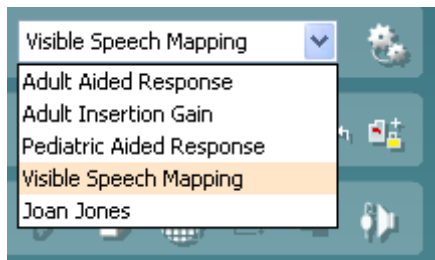 Visible Speech Mapping
Adult Aided Response
Adult Insertion Gain
Pediatric Aided Response
Visible Speech Mapping
Joan Jones